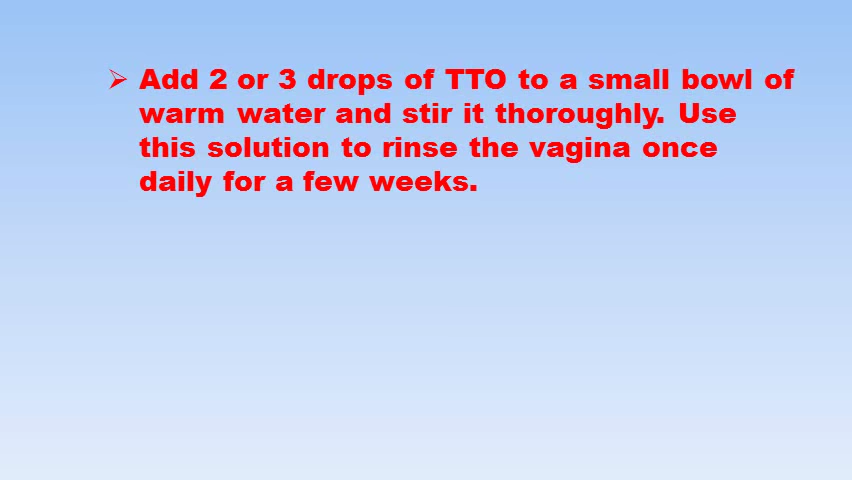 ➢ Add 2 or 3 drops of TTO to a small bowl of
warm water and stir it thoroughly. Use
this solution to rinse the vagina once
daily for a few weeks.